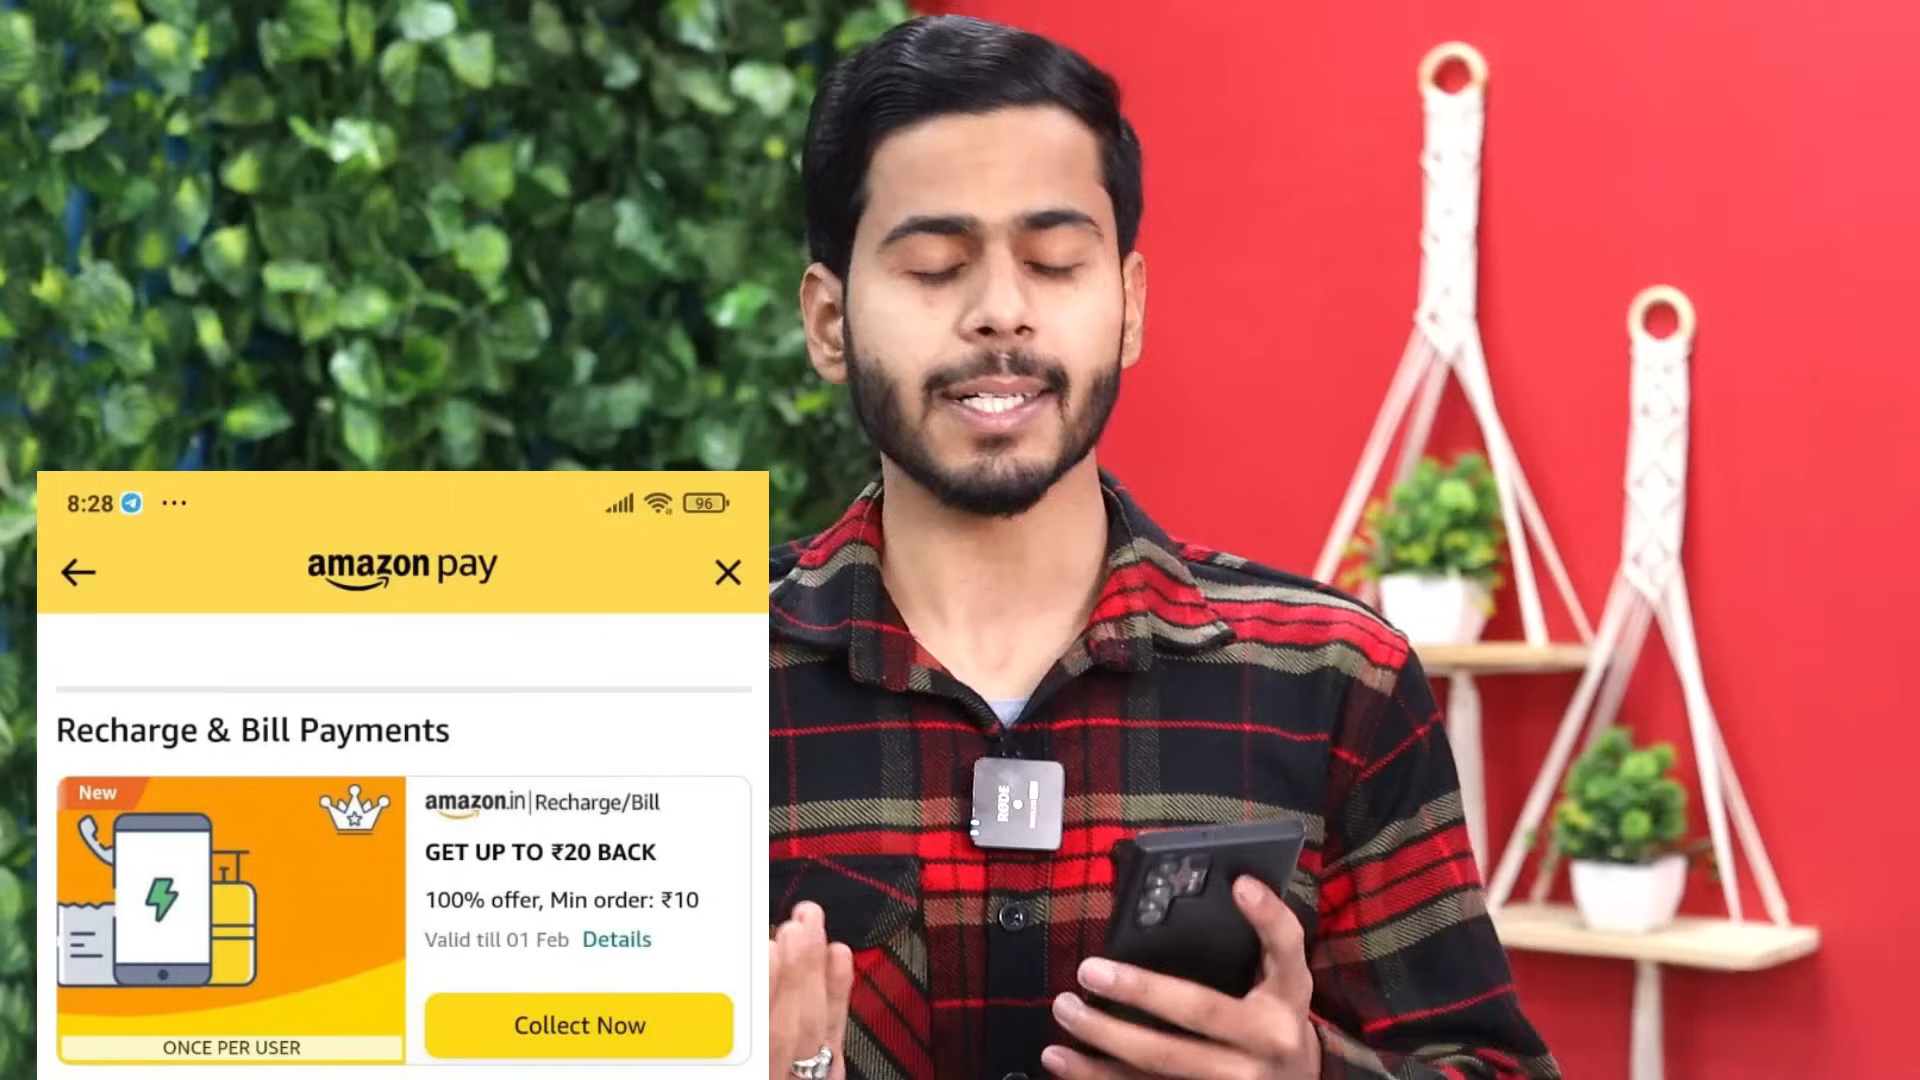 8:28 ... 96
amazon pay
Recharge & Bill Payments
New
amazon.in | Recharge/Bill
GET UP TO ₹20 BACK
100% offer, Min order: ₹10
Valid till 01 Feb Details
Collect Now
ONCE PER USER
RØDE